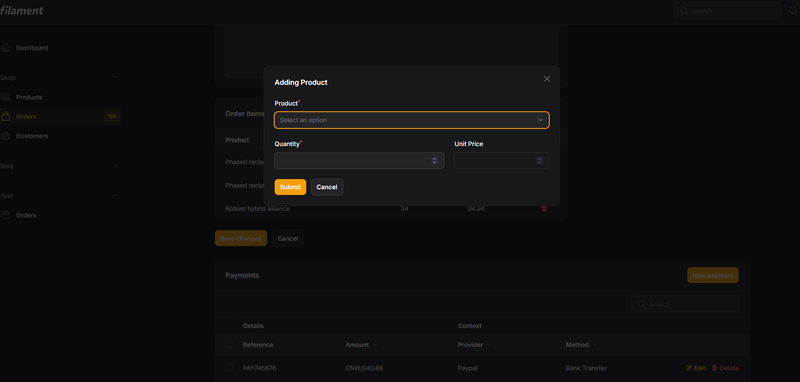 filament
Search
Dashboard
Shop
Products
Orders
Customers
Blog
Test
Orders
Adding Product
Product*
Select an option
Quantity*
Unit Price
Submit
Cancel
Order items
Product
Phased recip
Phased recip
Robust hybrid alliance 34 94.94
Save changes
Cancel
Payments
New payment
Search
Details Context
Reference Amount Provider Method
PAY745676 CN¥1,040.88 Paypal Bank Transfer Edit Delete